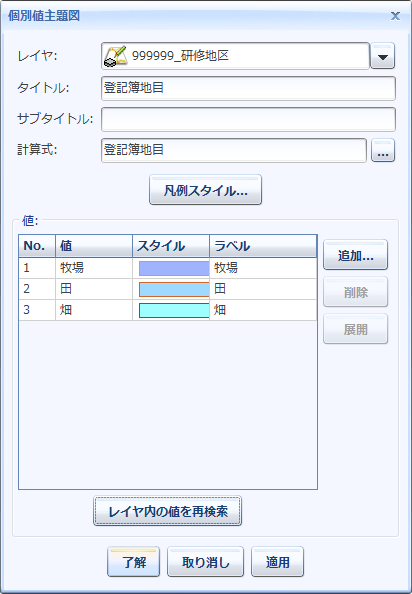 個別値主題図
レイヤ: 999999_研修地区
タイトル: 登記簿地目
サブタイトル:
計算式: 登記簿地目 ...
凡例スタイル...
値:
No. 値 スタイル ラベル
1 牧場 牧場
2 田 田
3 畑 畑
追加...
削除
展開
レイヤ内の値を再検索
了解 取り消し 適用